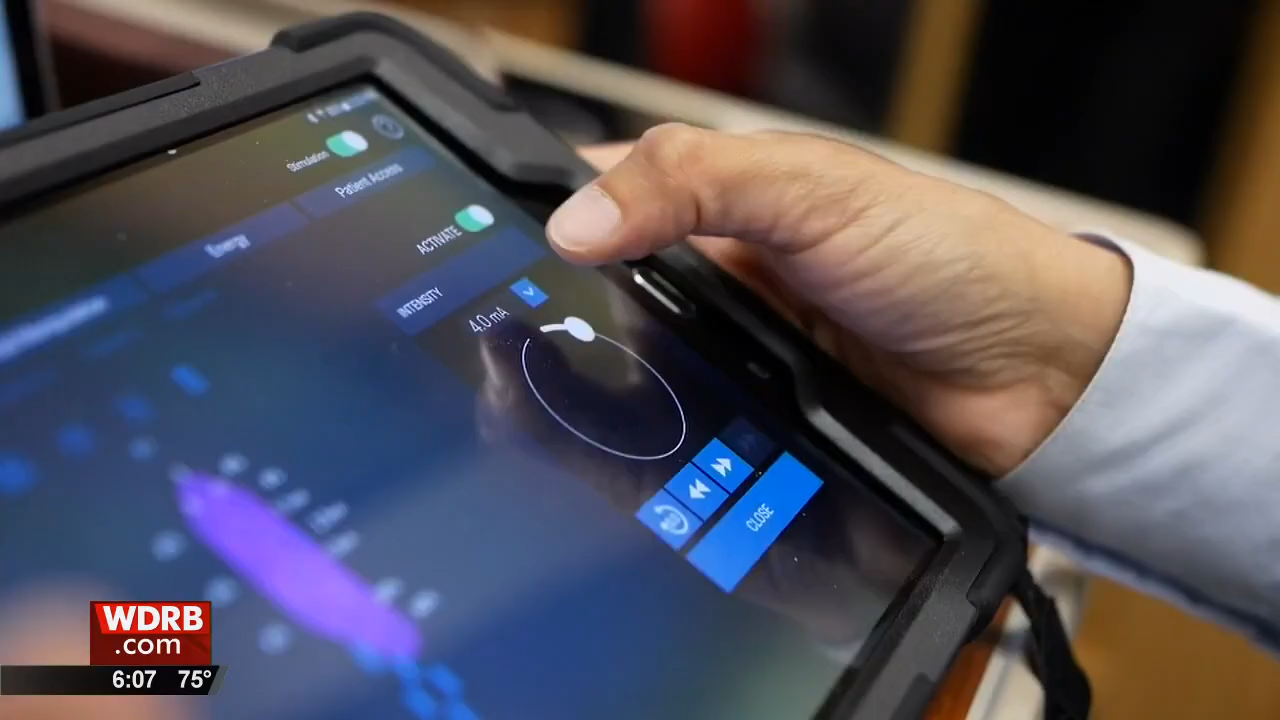 Stimulation
Patient Access
Energy
ACTIVATE
INTENSITY
4.0 mA
CLOSE
WDRB
.com
6:07 75°